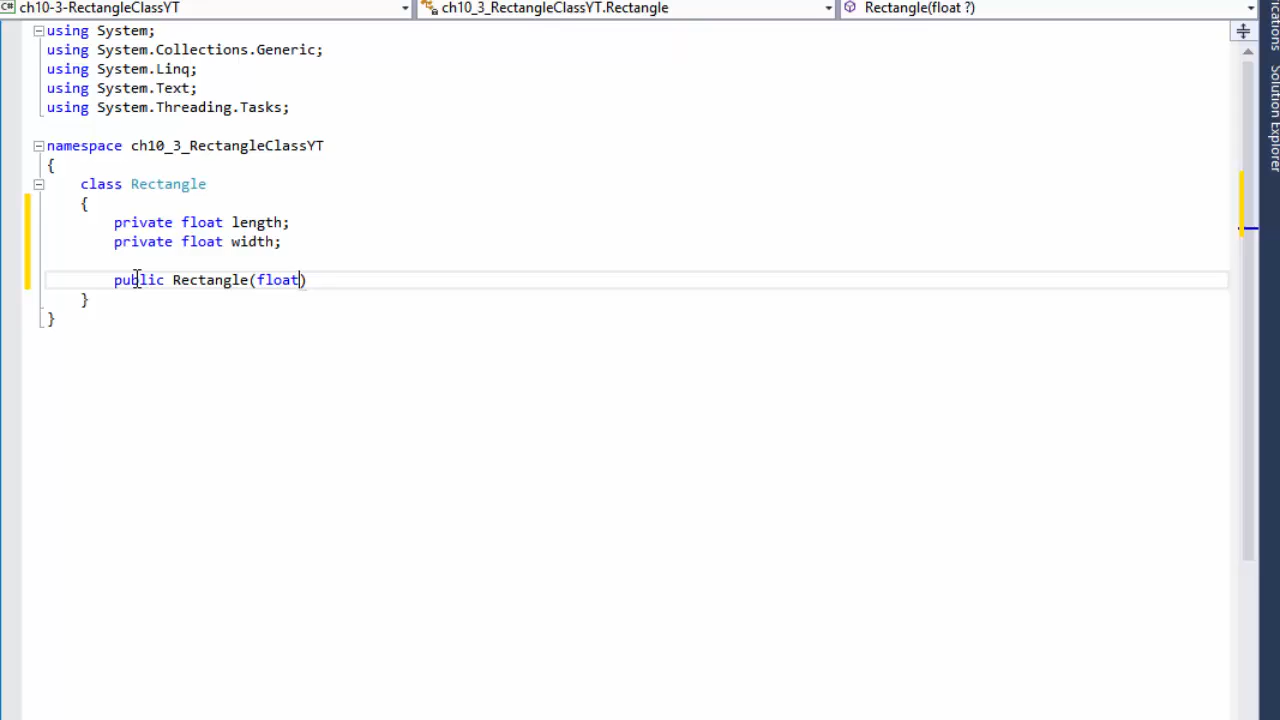 ch10-3-RectangleClassYT
ch10_3_RectangleClassYT.Rectangle
Rectangle(float ?)
using System;
using System.Collections.Generic;
using System.Linq;
using System.Text;
using System.Threading.Tasks;
namespace ch10_3_RectangleClassYT
{
class Rectangle
{
private float length;
private float width;
public Rectangle(float)
}
}
Solution Explorer